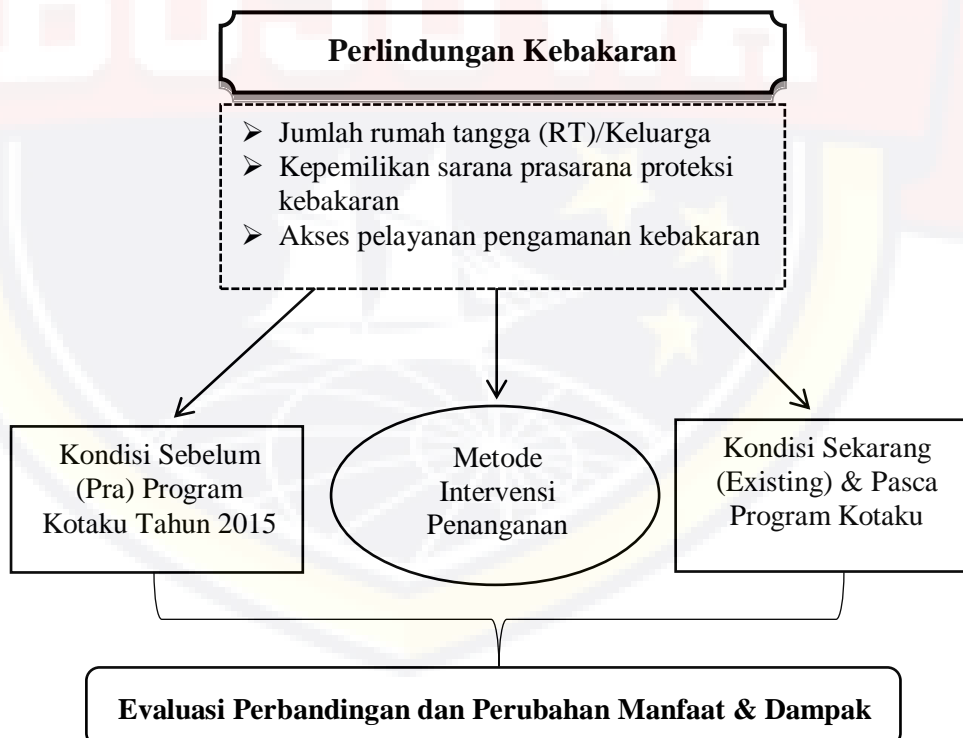 Perlindungan Kebakaran
➢ Jumlah rumah tangga (RT)/Keluarga
➢ Kepemilikan sarana prasarana proteksi
kebakaran
➢ Akses pelayanan pengamanan kebakaran
Kondisi Sebelum
(Pra) Program
Kotaku Tahun 2015
Metode
Intervensi
Penanganan
Kondisi Sekarang
(Existing) & Pasca
Program Kotaku
Evaluasi Perbandingan dan Perubahan Manfaat & Dampak